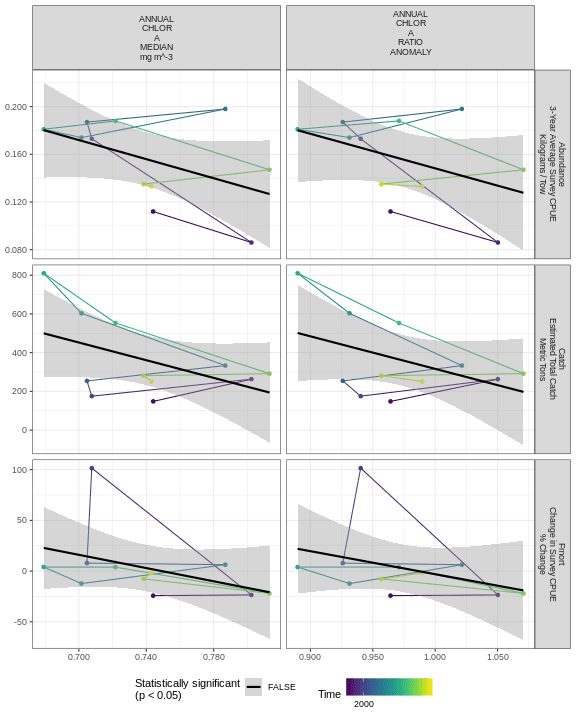 ANNUAL
CHLOR
A
MEDIAN
mg m^-3
ANNUAL
CHLOR
A
RATIO
ANOMALY
0.200
0.160
0.120
0.080
Abundance
3-Year Average Survey CPUE
Kilograms / Tow
800
600
400
200
0
Catch
Estimated Total Catch
Metric Tons
100
50
0
-50
Fmort
Change in Survey CPUE
% Change
0.700
0.740
0.780
0.900
0.950
1.000
1.050
Statistically significant
(p < 0.05)
FALSE
Time
2000